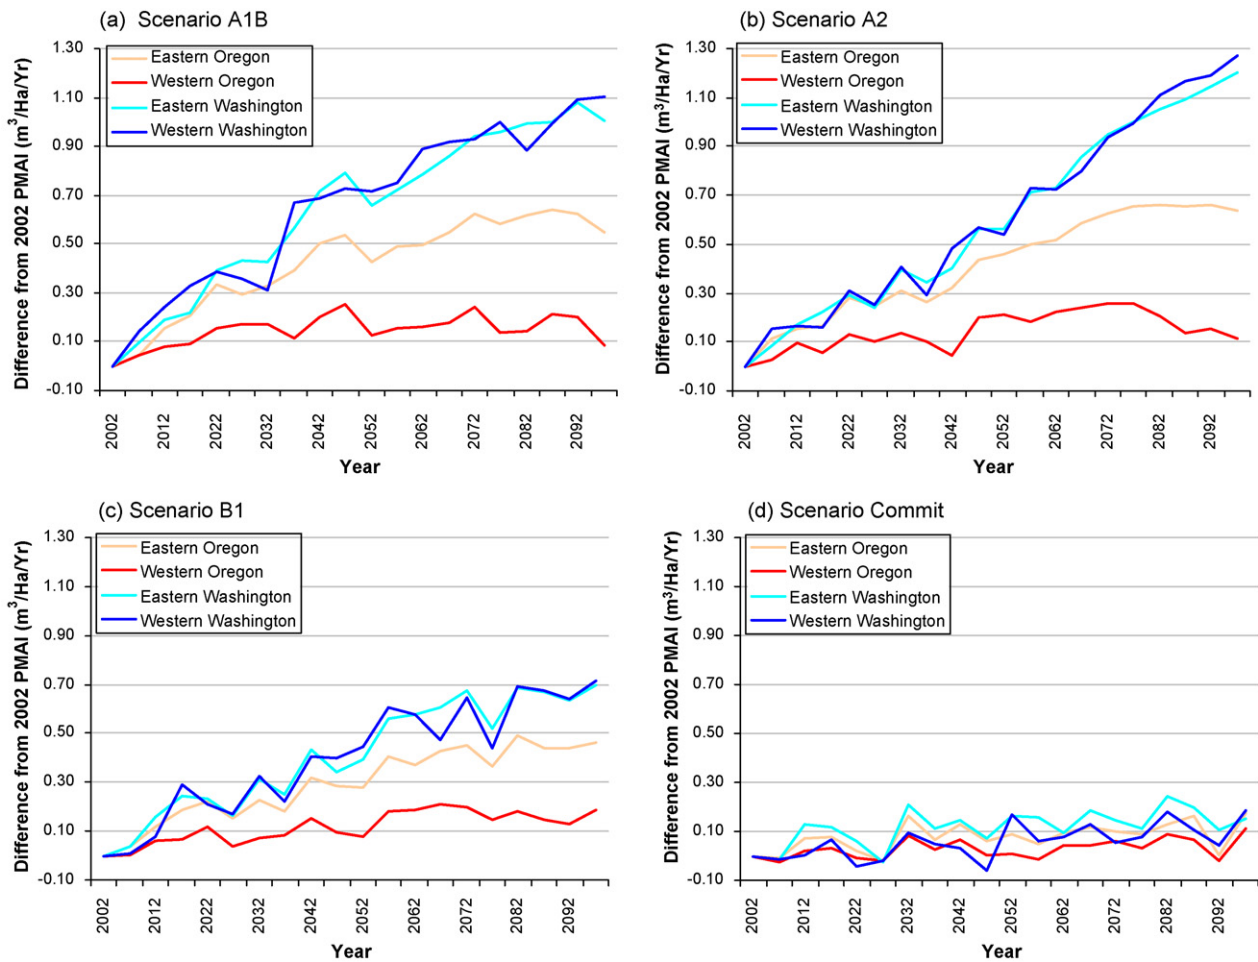 (a) Scenario A1B
Difference from 2002 PMAI (m³/Ha/Yr)
1.30
1.10
0.90
0.70
0.50
0.30
0.10
-0.10
Eastern Oregon
Western Oregon
Eastern Washington
Western Washington
2002
2012
2022
2032
2042
2052
2062
2072
2082
2092
Year
(b) Scenario A2
Difference from 2002 PMAI (m³/Ha/Yr)
1.30
1.10
0.90
0.70
0.50
0.30
0.10
-0.10
Eastern Oregon
Western Oregon
Eastern Washington
Western Washington
2002
2012
2022
2032
2042
2052
2062
2072
2082
2092
Year
(c) Scenario B1
Difference from 2002 PMAI (m³/Ha/Yr)
1.30
1.10
0.90
0.70
0.50
0.30
0.10
-0.10
Eastern Oregon
Western Oregon
Eastern Washington
Western Washington
2002
2012
2022
2032
2042
2052
2062
2072
2082
2092
Year
(d) Scenario Commit
Difference from 2002 PMAI (m³/Ha/Yr)
1.30
1.10
0.90
0.70
0.50
0.30
0.10
-0.10
Eastern Oregon
Western Oregon
Eastern Washington
Western Washington
2002
2012
2022
2032
2042
2052
2062
2072
2082
2092
Year